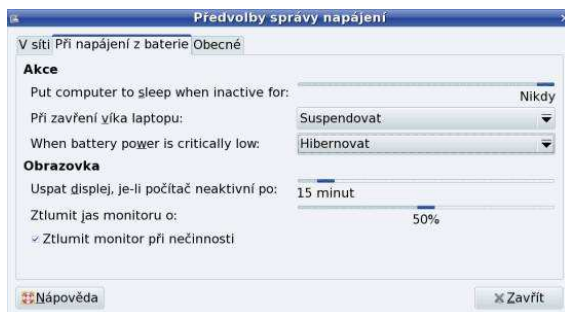 Předvolby správy napájení
V síti Při napájení z baterie Obecné
Akce
Put computer to sleep when inactive for:
Nikdy
Při zavření víka laptopu: Suspendovat
When battery power is critically low: Hibernovat
Obrazovka
Uspat displej, je-li počítač neaktivní po: 15 minut
Ztlumit jas monitoru o: 50%
Ztlumit monitor při nečinnosti
Nápověda Zavřít